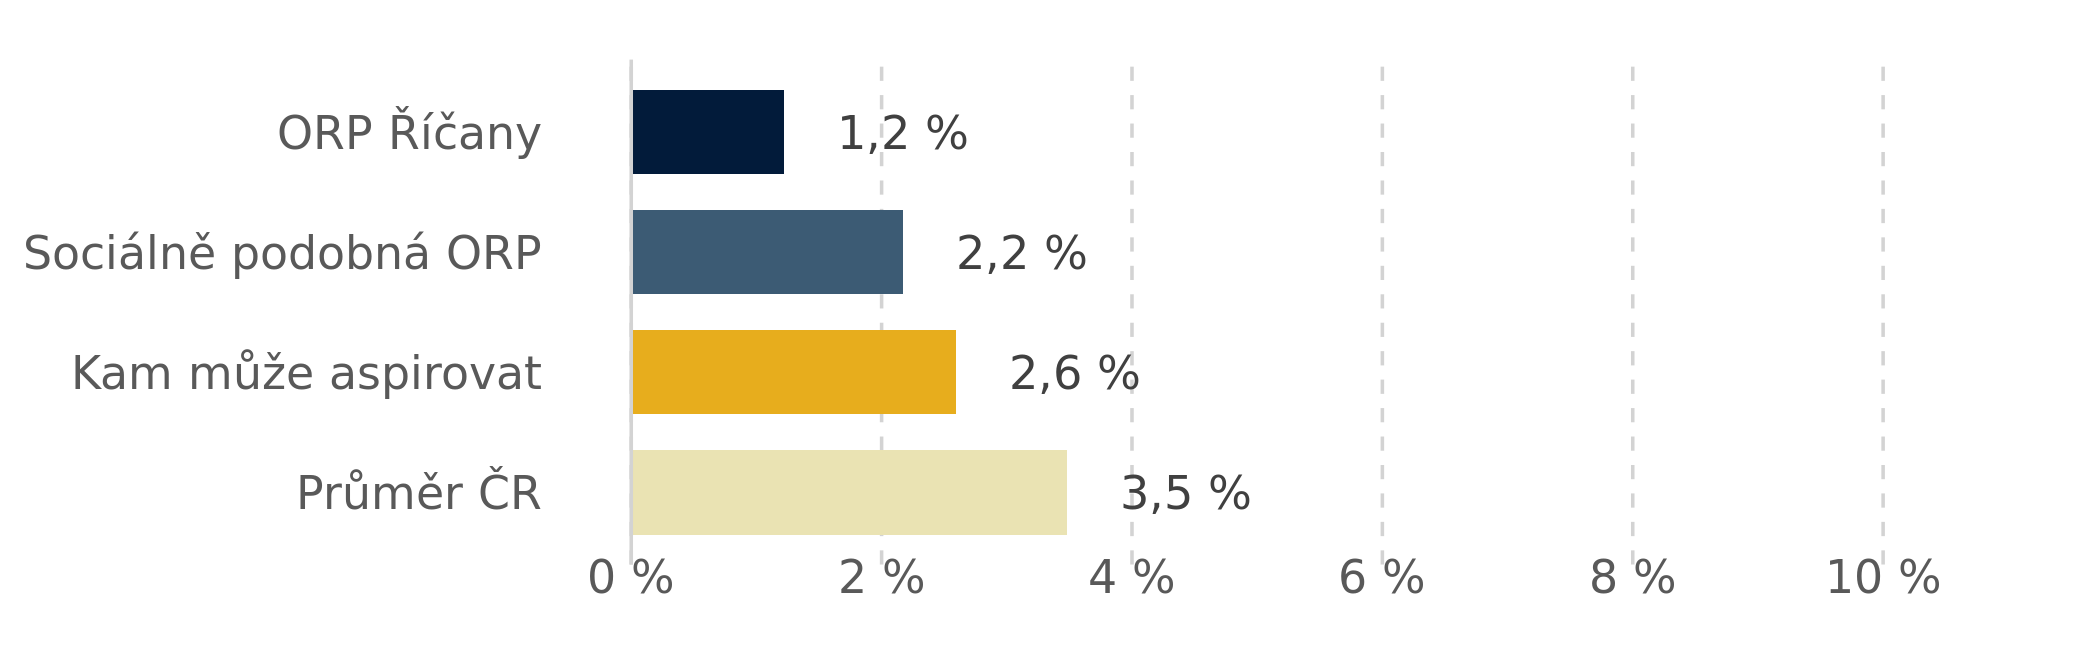 ORP Říčany 1,2 %
Sociálně podobná ORP 2,2 %
Kam může aspirovat 2,6 %
Průměr ČR 3,5 %
0 % 2 % 4 % 6 % 8 % 10 %